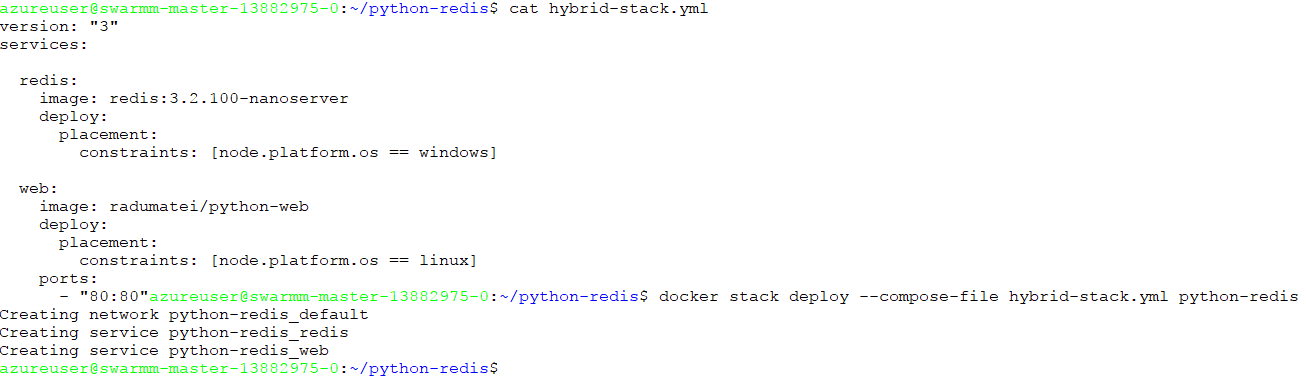 azureuser@swarmm-master-13882975-0:~/python-redis$ cat hybrid-stack.yml
version: "3"
services:

  redis:
    image: redis:3.2.100-nanoserver
    deploy:
      placement:
        constraints: [node.platform.os == windows]

  web:
    image: radumatei/python-web
    deploy:
      placement:
        constraints: [node.platform.os == linux]
    ports:
      - "80:80"azureuser@swarmm-master-13882975-0:~/python-redis$ docker stack deploy --compose-file hybrid-stack.yml python-redis
Creating network python-redis_default
Creating service python-redis_redis
Creating service python-redis_web
azureuser@swarmm-master-13882975-0:~/python-redis$